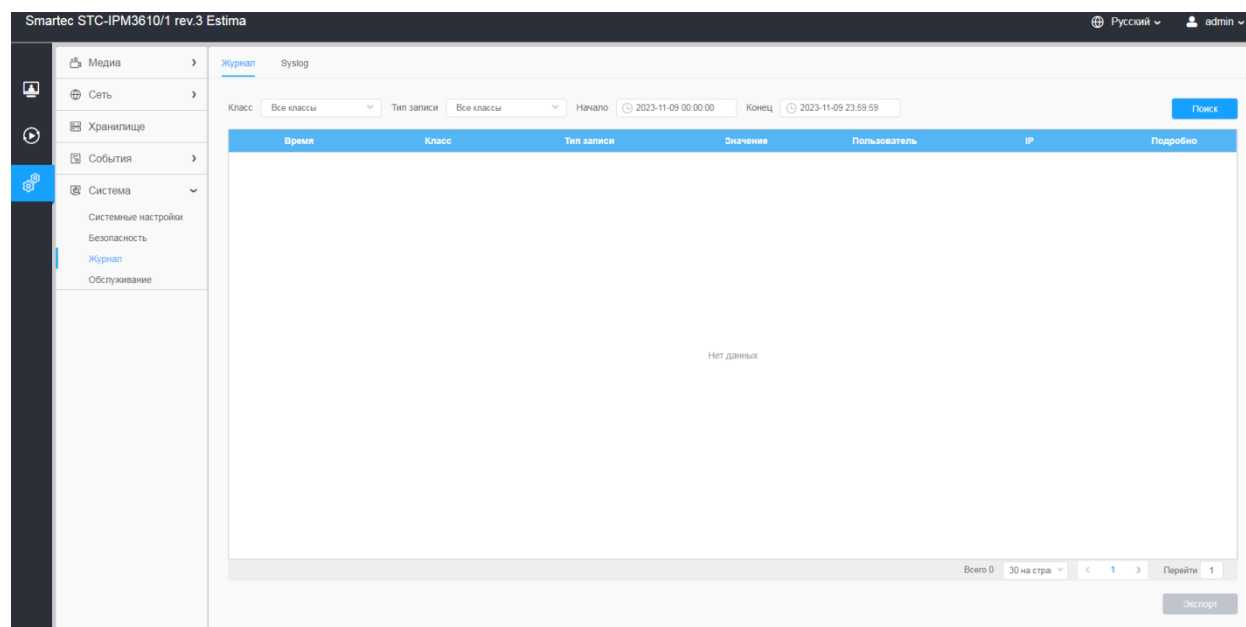 Smartec STC-IPM3610/1 rev.3 Estima
Русский
admin
Медиа
Сеть
Хранилище
События
Система
Системные настройки
Безопасность
Журнал
Обслуживание
Журнал Syslog
Класс Все классы Тип записи Все классы Начало 2023-11-09 00:00:00 Конец 2023-11-09 23:59:59 Поиск
Время Класс Тип записи Значение Пользователь IP Подробно
Нет данных
Всего 0 30 на стра 1 Перейти 1
Экспорт